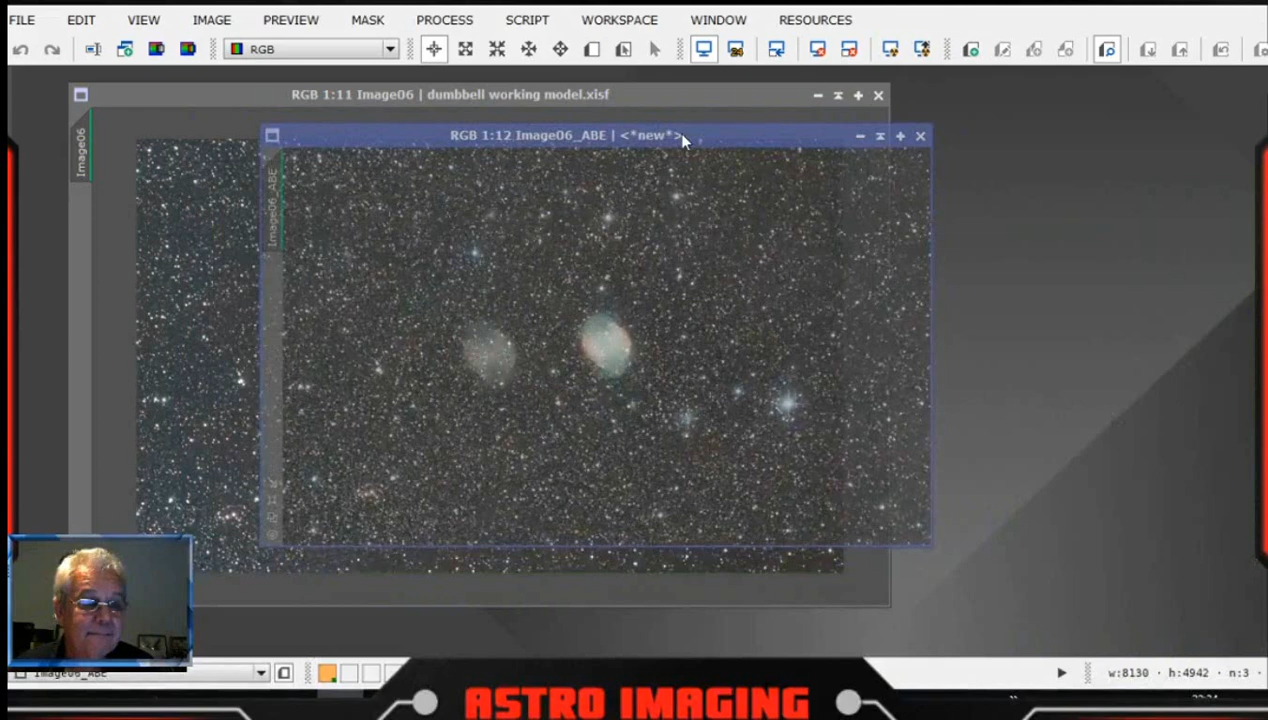 FILE EDIT VIEW IMAGE PREVIEW MASK PROCESS SCRIPT WORKSPACE WINDOW RESOURCES
RGB
RGB 1:11 Image06 | dumbbell working model.xisf
RGB 1:12 Image06_ABE | <*new*>
Image06
Image06_ABE
Image06_ABE
w:8130 · h:4942 · n:3 ·
ASTRO IMAGING